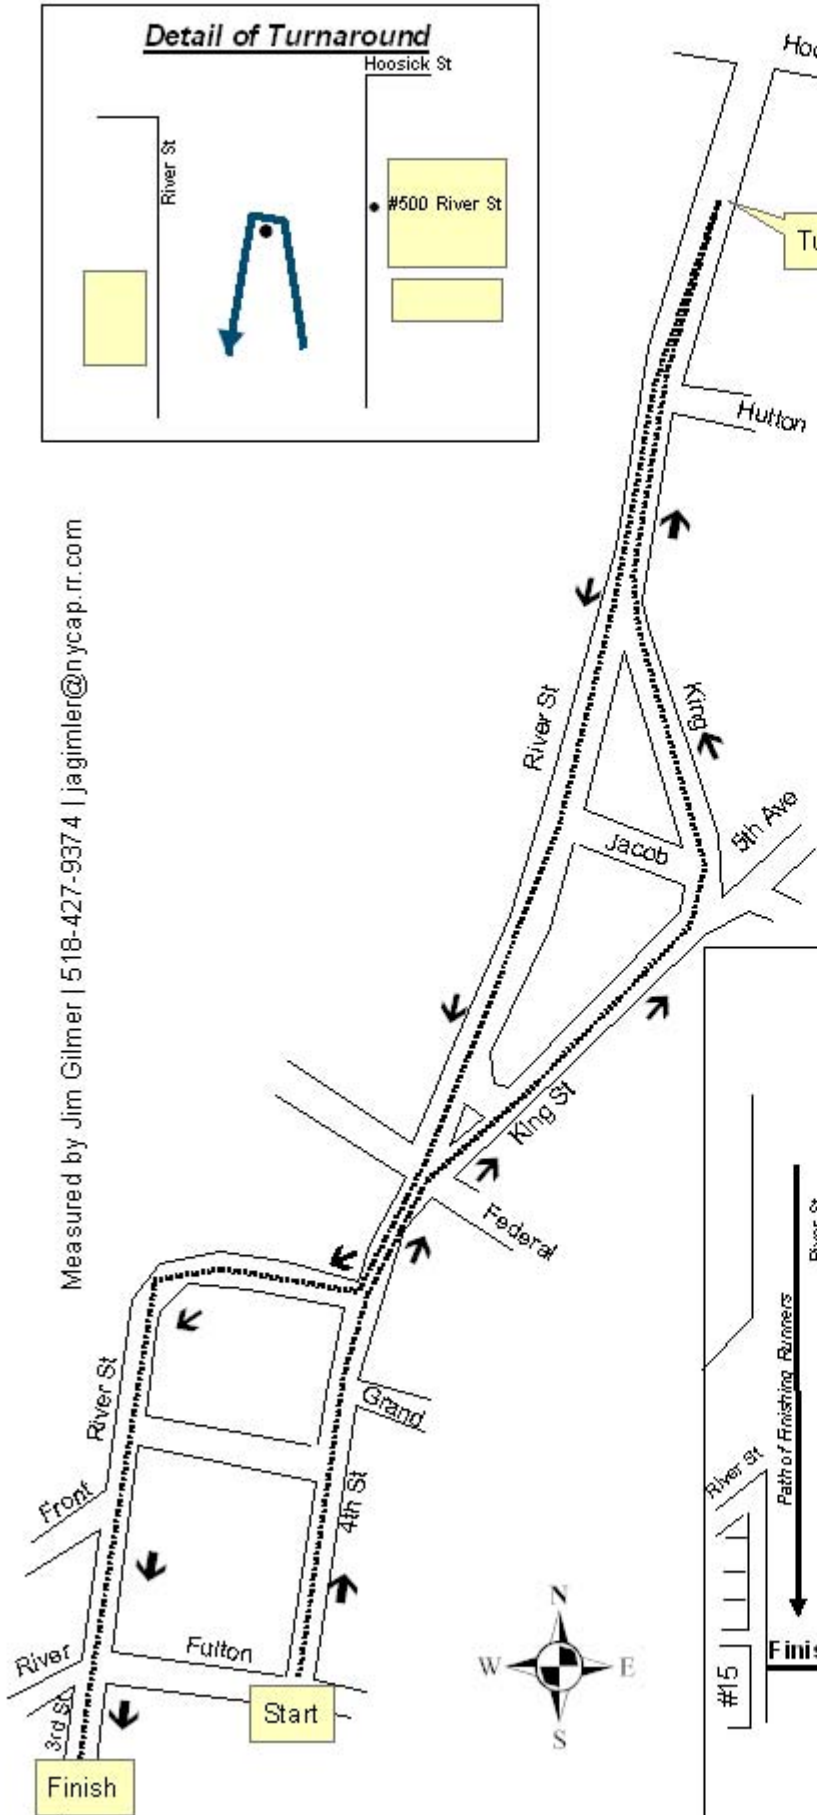 Detail of Turnaround
Hoosick St
River St
#500 River St
Hutton
River St
King
5th Ave
Jacob
King St
Federal
Measured by Jim Gilmer | 518-427-9374 | jagimler@nycap.rr.com
River St
Grand
4th St
Front
Fulton
River
3rd St
Start
Finish
N
W
E
S
River St
Path of Finishing Runners
River St
#15